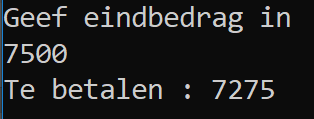 Geef eindbedrag in
7500
Te betalen : 7275